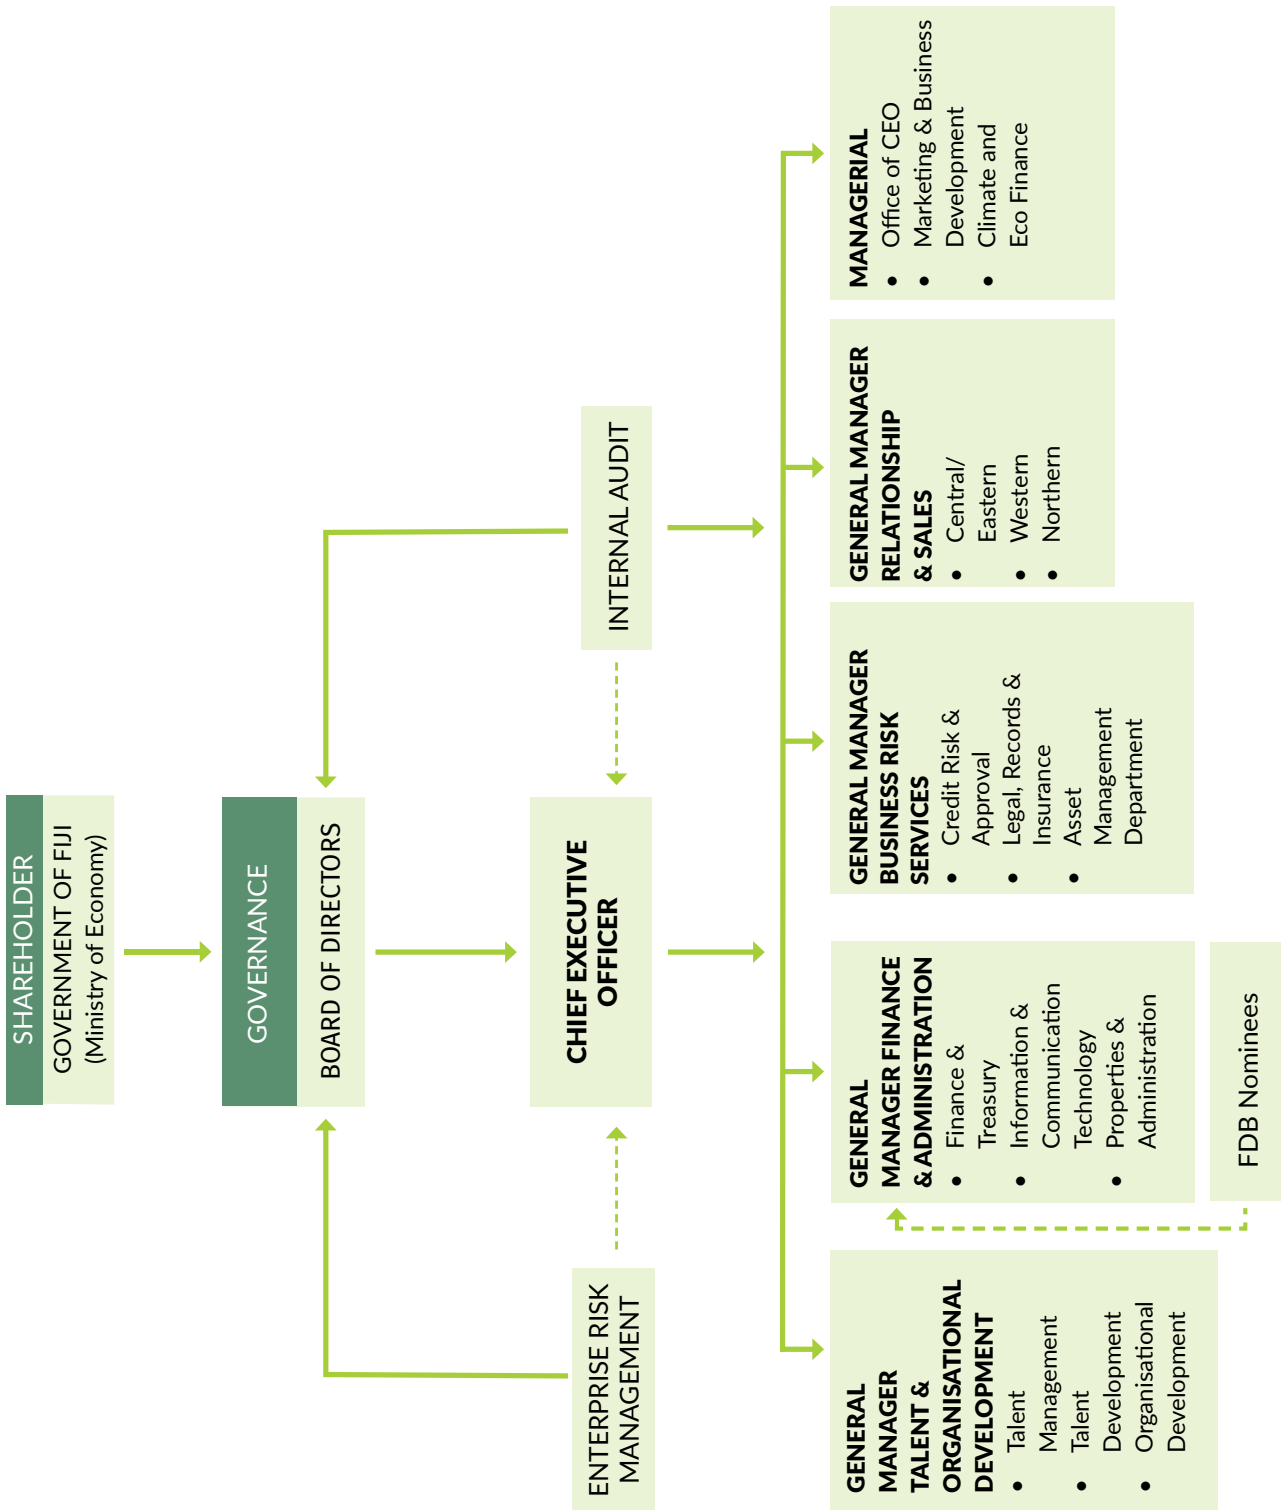 SHAREHOLDER
GOVERNMENT OF FIJI
(Ministry of Economy)
GOVERNANCE
BOARD OF DIRECTORS
CHIEF EXECUTIVE
OFFICER
ENTERPRISE RISK
MANAGEMENT
INTERNAL AUDIT
GENERAL
MANAGER
TALENT &
ORGANISATIONAL
DEVELOPMENT
• Talent
Management
• Talent
Development
• Organisational
Development
GENERAL
MANAGER FINANCE
& ADMINISTRATION
• Finance &
Treasury
• Information &
Communication
Technology
• Properties &
Administration
FDB Nominees
GENERAL MANAGER
BUSINESS RISK
SERVICES
• Credit Risk &
Approval
• Legal, Records &
Insurance
• Asset
Management
Department
GENERAL MANAGER
RELATIONSHIP
& SALES
• Central/
Eastern
• Western
• Northern
MANAGERIAL
• Office of CEO
• Marketing & Business
Development
• Climate and
Eco Finance